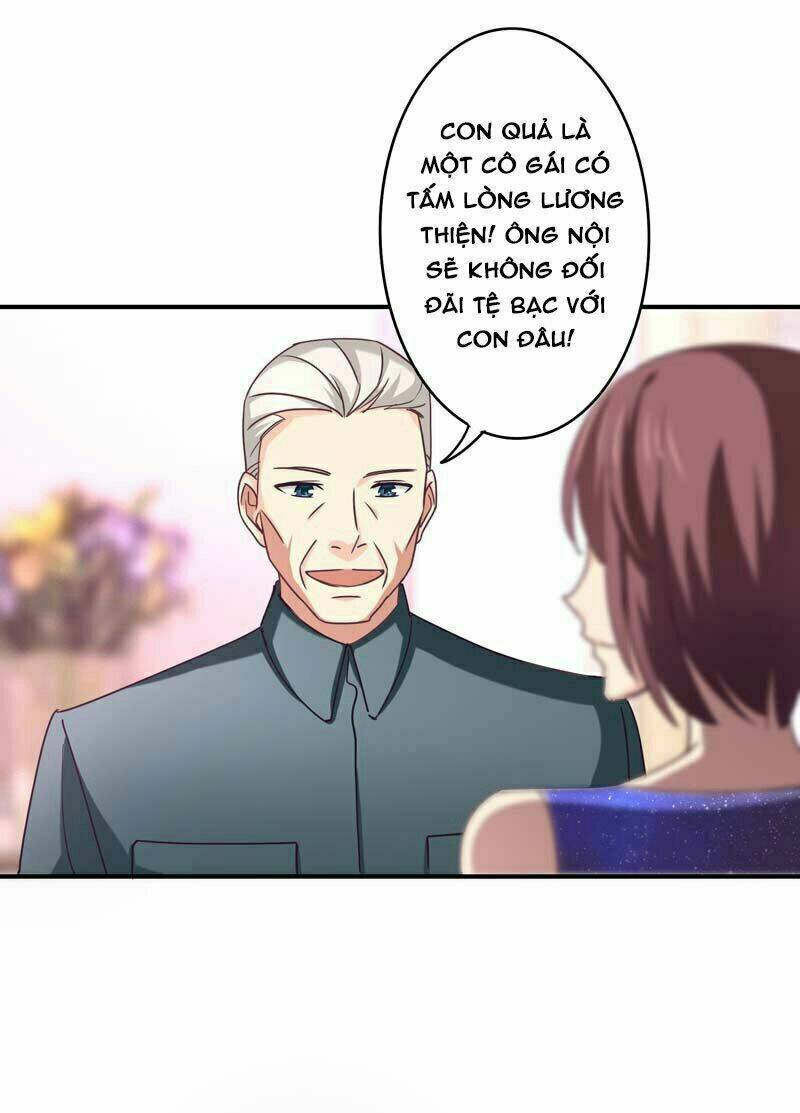 CON QUẢ LÀ
MỘT CÔ GÁI CÓ
TẤM LÒNG LƯƠNG
THIỆN! ÔNG NỘI
SẼ KHÔNG ĐỐI
ĐÃI TỆ BẠC VỚI
CON ĐÂU!